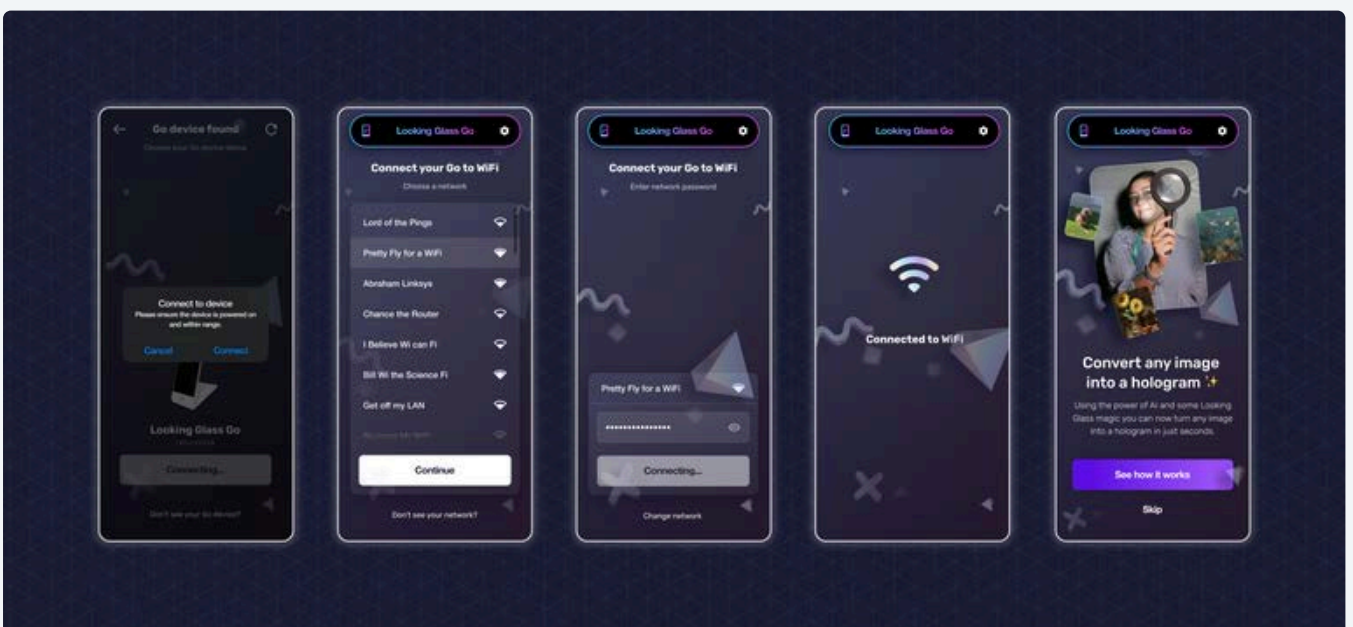 Go device found
Choose your Go device below
Connect to device
Please ensure the device is powered on
and within range.
Cancel
Connect
Looking Glass Go
Connecting...
Don't see your Go device?
Looking Glass Go
Connect your Go to WiFi
Choose a network
Lord of the Pings
Pretty Fly for a WiFi
Abraham Linksys
Chance the Router
I Believe Wi can Fi
Bill Wi the Science Fi
Get off my LAN
Continue
Don't see your network?
Looking Glass Go
Connect your Go to WiFi
Enter network password
Pretty Fly for a WiFi
Connecting...
Change network
Looking Glass Go
Connected to WiFi
Looking Glass Go
Convert any image
into a hologram
Using the power of AI and some Looking
Glass magic you can now turn any image
into a hologram in just seconds.
See how it works
Skip